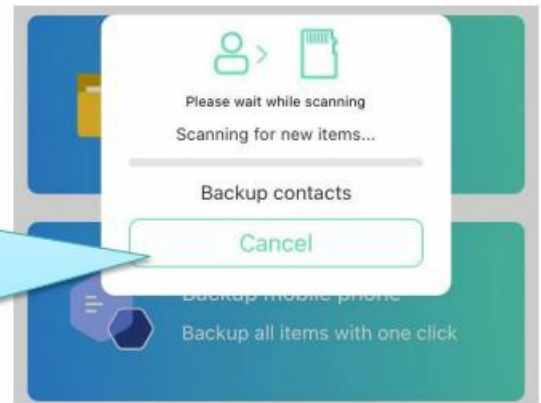 Please wait while scanning
Scanning for new items...
Backup contacts
Cancel
Backup mobile phone
Backup all items with one click